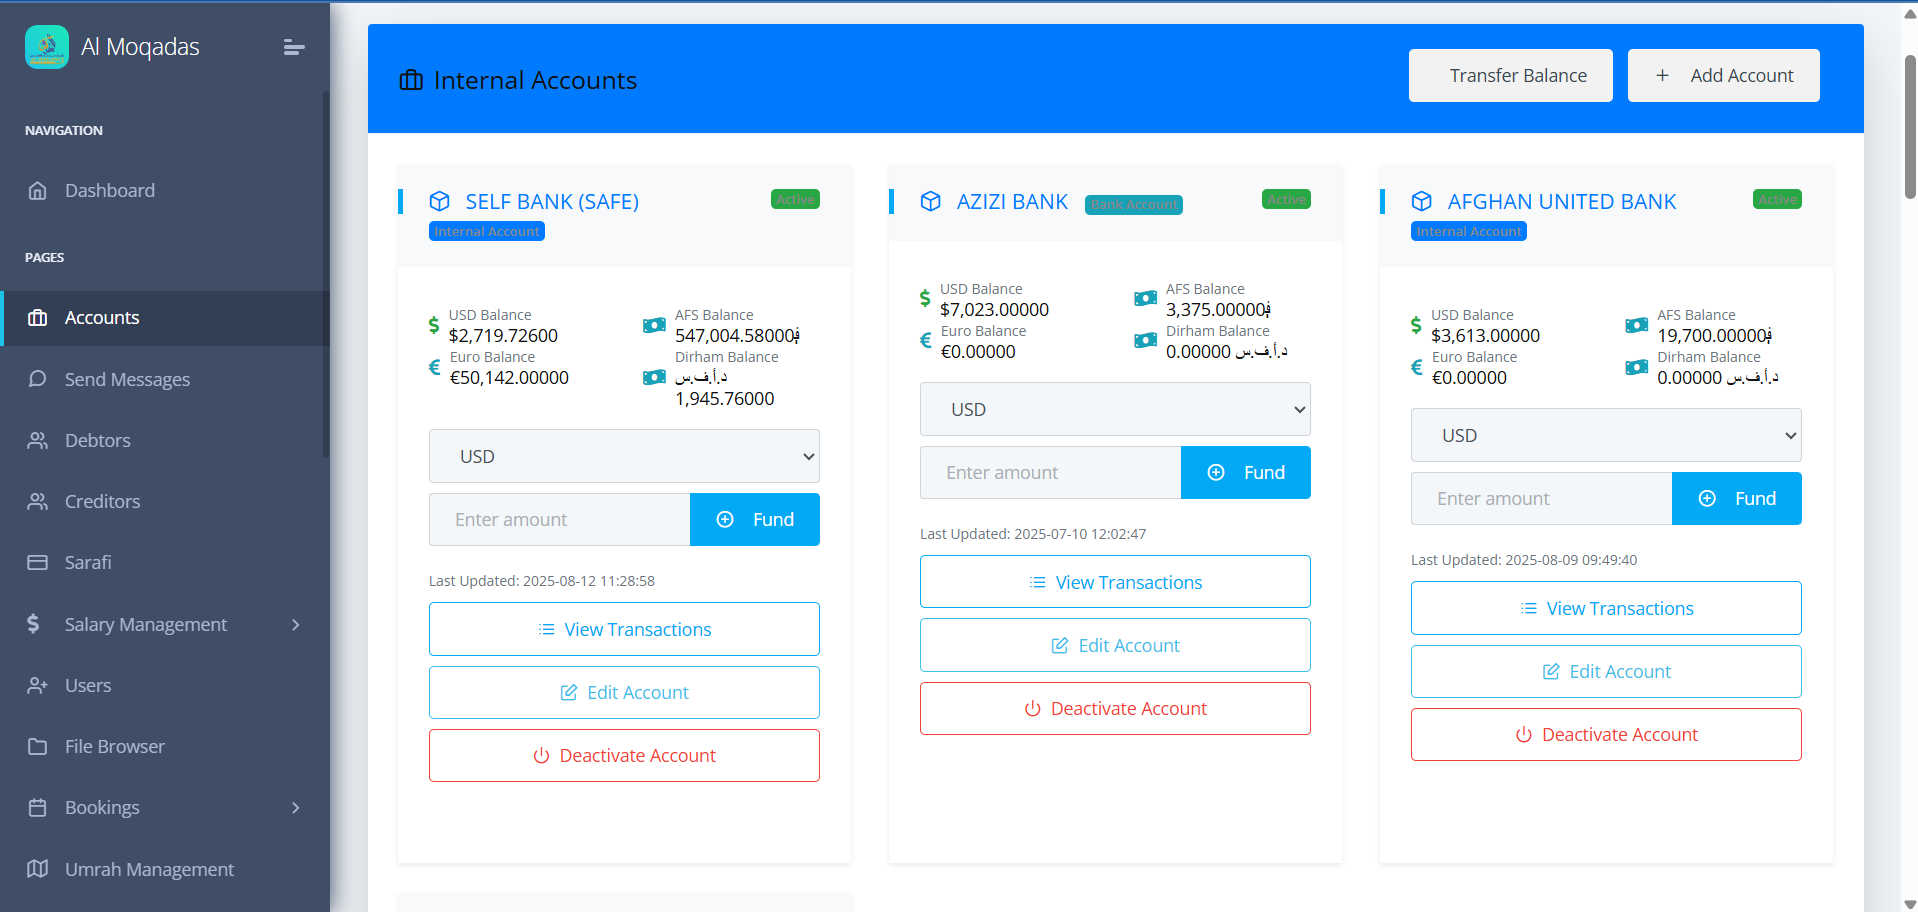 Al Moqadas
NAVIGATION
Dashboard
PAGES
Accounts
Send Messages
Debtors
Creditors
Sarafi
Salary Management
Users
File Browser
Bookings
Umrah Management
Internal Accounts
Transfer Balance
+ Add Account
SELF BANK (SAFE)
Active
Internal Account
USD Balance
$2,719.72600
AFS Balance
547,004.58000؋
Euro Balance
€50,142.00000
Dirham Balance
د.أ.ف.س
1,945.76000
USD
Enter amount
Fund
Last Updated: 2025-08-12 11:28:58
View Transactions
Edit Account
Deactivate Account
AZIZI BANK
Bank Account
Active
USD Balance
$7,023.00000
AFS Balance
3,375.00000؋
Euro Balance
€0.00000
Dirham Balance
0.00000 د.أ.ف.س
USD
Enter amount
Fund
Last Updated: 2025-07-10 12:02:47
View Transactions
Edit Account
Deactivate Account
AFGHAN UNITED BANK
Active
Internal Account
USD Balance
$3,613.00000
AFS Balance
19,700.00000؋
Euro Balance
€0.00000
Dirham Balance
0.00000 د.أ.ف.س
USD
Enter amount
Fund
Last Updated: 2025-08-09 09:49:40
View Transactions
Edit Account
Deactivate Account